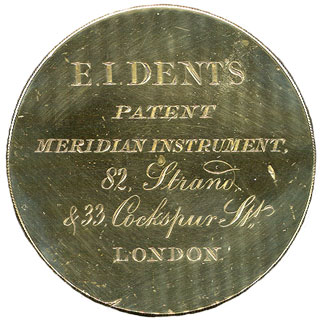 E.I.DENT'S
PATENT
MERIDIAN INSTRUMENT,
82, Strand,
& 33, Cockspur St.
LONDON.